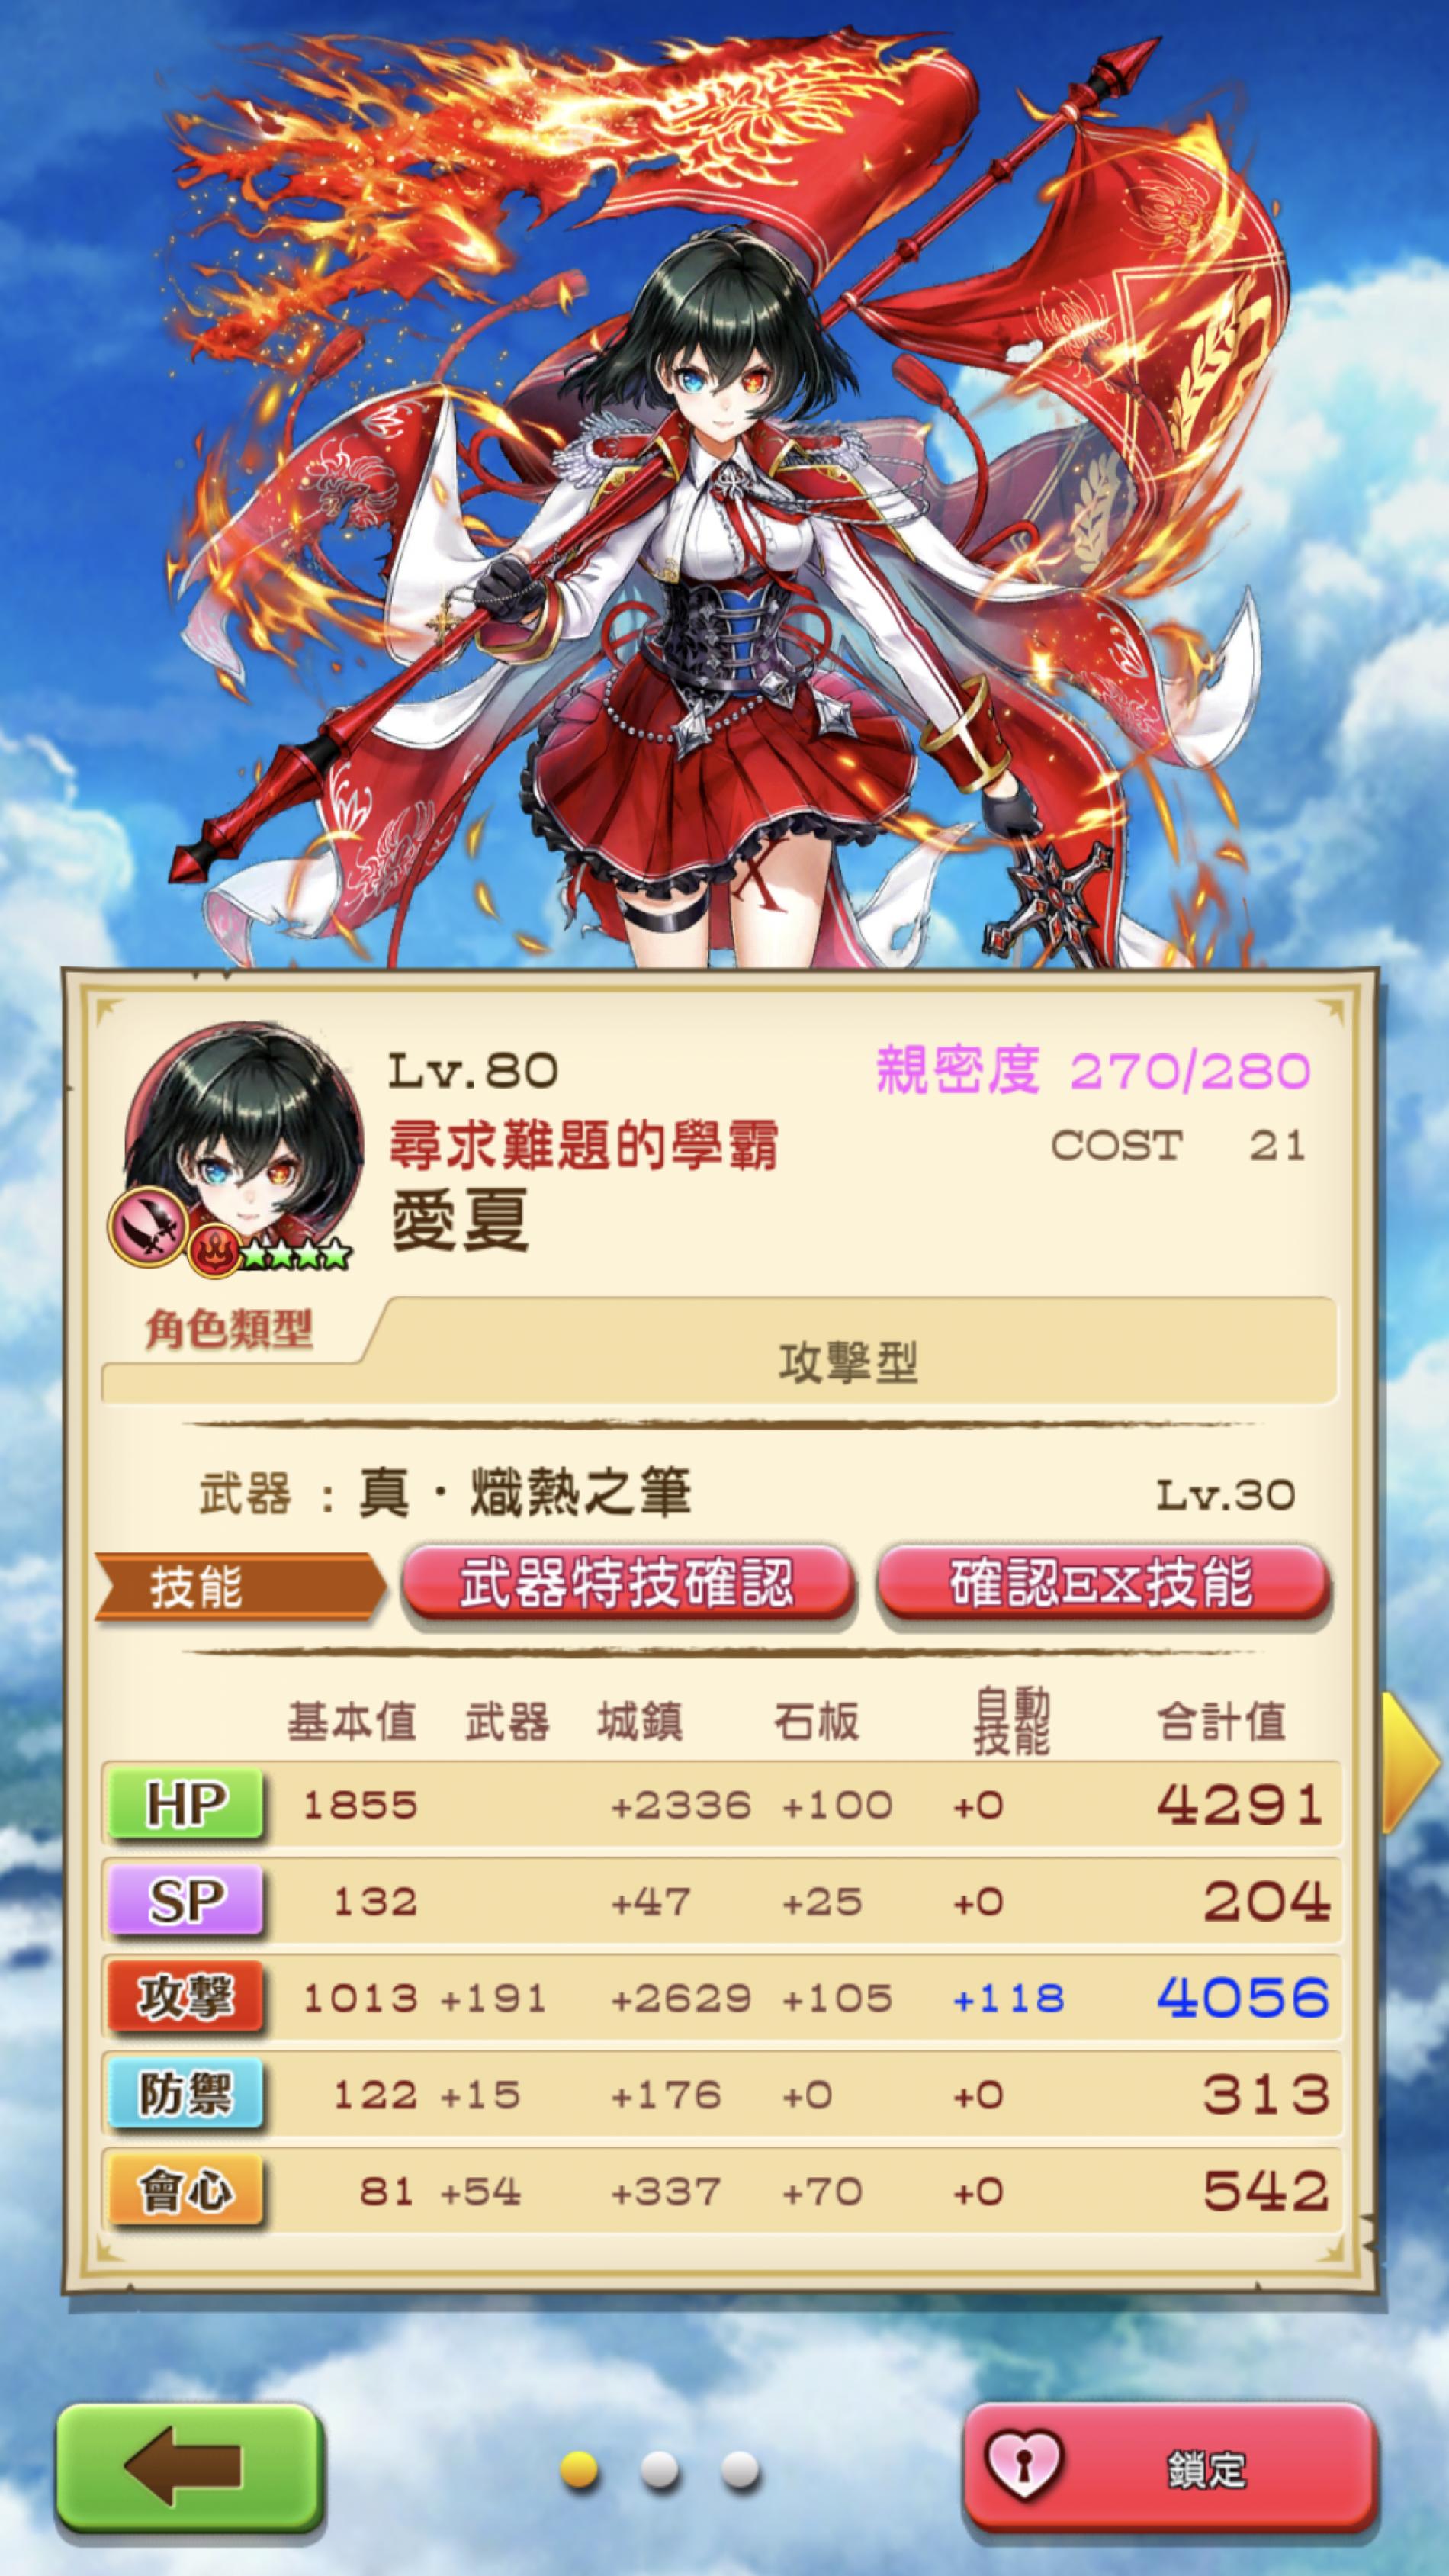 Lv.80
親密度 270/280
尋求難題的學霸
COST 21
愛夏
角色類型
攻擊型
武器：真・熾熱之筆 Lv.30
技能 武器特技確認 確認EX技能
基本值 武器 城鎮 石板 自動技能 合計值
HP 1855 +2336 +100 +0 4291
SP 132 +47 +25 +0 204
攻擊 1013 +191 +2629 +105 +118 4056
防禦 122 +15 +176 +0 +0 313
會心 81 +54 +337 +70 +0 542
鎖定